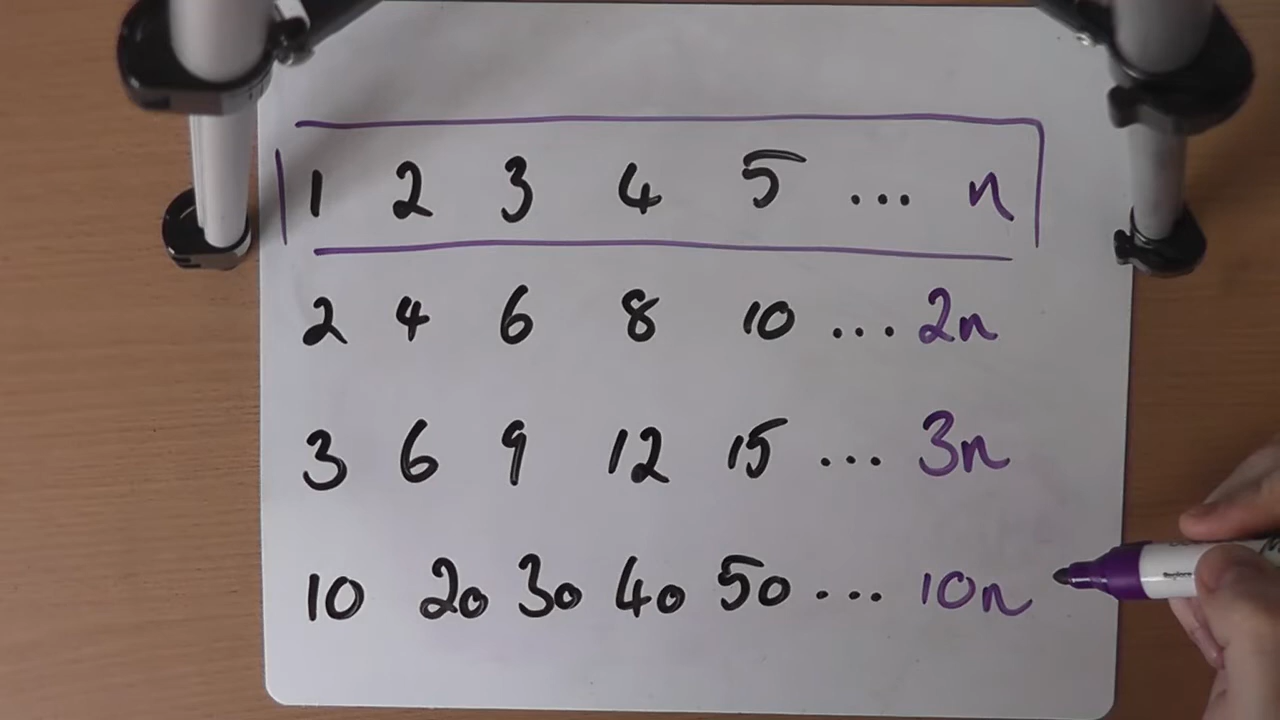 1 2 3 4 5 ... n
2 4 6 8 10 ... 2n
3 6 9 12 15 ... 3n
10 20 30 40 50 ... 10n